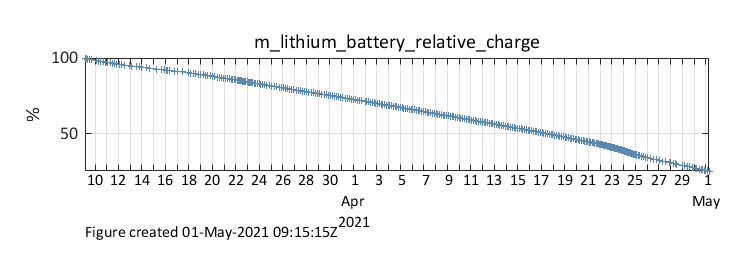 m_lithium_battery_relative_charge
100
50
%
10 12 14 16 18 20 22 24 26 28 30 1 3 5 7 9 11 13 15 17 19 21 23 25 27 29 1
Apr May
2021
Figure created 01-May-2021 09:15:15Z